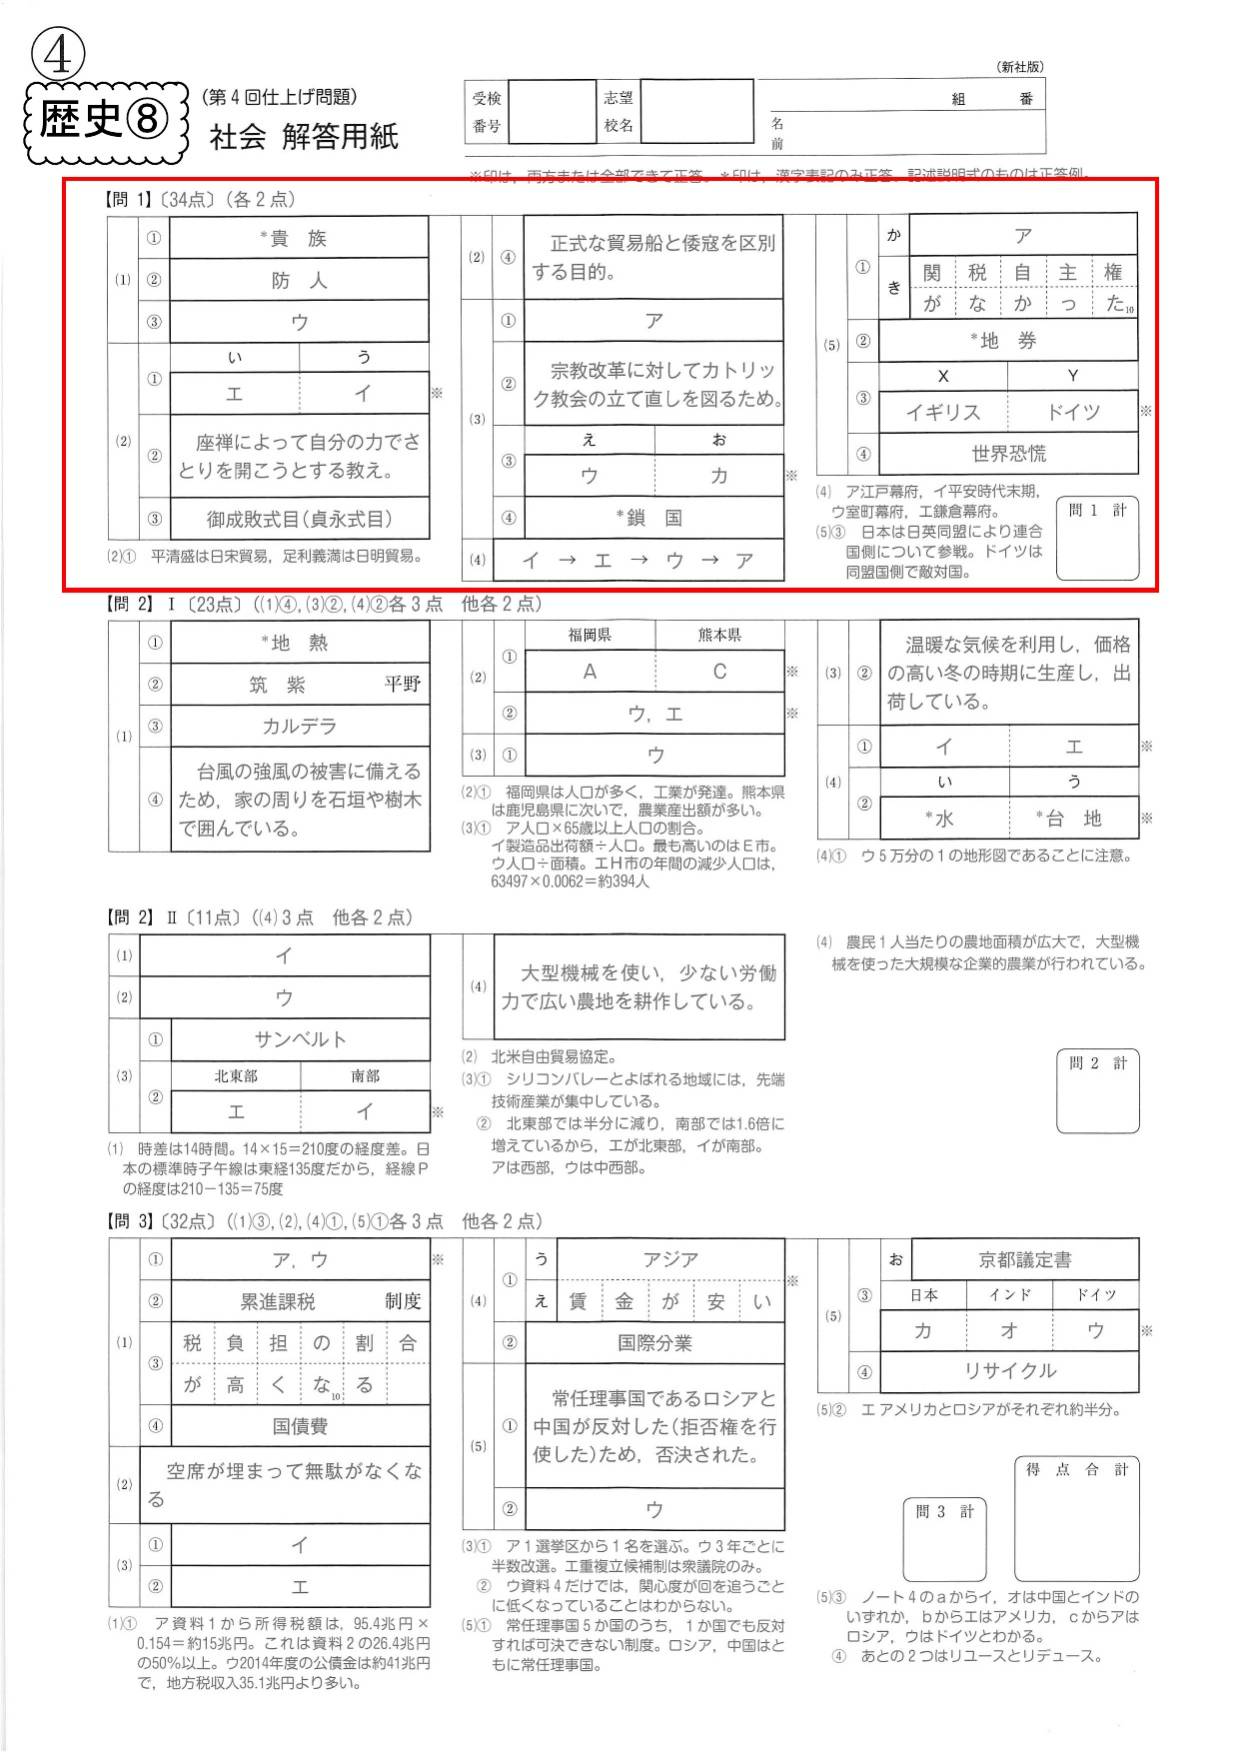 ④
歴史⑧
(第4回仕上げ問題)
社会 解答用紙
(新社版)
受検番号
志望校名
組 番
名前
※印は，両方または全部できて正答。＊印は，漢字表記のみ正答。記述説明式のものは正答例。
【問 1】〔34点〕(各2点)
(1)
① *貴 族
② 防 人
③ ウ
(2)
① い う
エ イ ※
② 座禅によって自分の力でさ
とりを開こうとする教え。
③ 御成敗式目(貞永式目)
(2)① 平清盛は日宋貿易，足利義満は日明貿易。
(2) ④ 正式な貿易船と倭寇を区別
する目的。
(3)
① ア
② 宗教改革に対してカトリッ
ク教会の立て直しを図るため。
③ え お
ウ カ ※
④ *鎖 国
(4) イ → エ → ウ → ア
(5)
① か ア
き 関税自主権
がなかった10
② *地 券
③ X Y
イギリス ドイツ ※
④ 世界恐慌
(4) ア江戸幕府，イ平安時代末期，
ウ室町幕府，エ鎌倉幕府。
(5)③ 日本は日英同盟により連合
国側について参戦。ドイツは
同盟国側で敵対国。
問 1 計
【問 2】 Ⅰ〔23点〕((1)④,(3)②,(4)②各3点 他各2点)
(1)
① *地 熱
② 筑 紫 平野
③ カルデラ
④ 台風の強風の被害に備える
ため，家の周りを石垣や樹木
で囲んでいる。
(2)
① 福岡県 熊本県
A C ※
② ウ，エ ※
(3) ① ウ
(2)① 福岡県は人口が多く，工業が発達。熊本県
は鹿児島県に次いで，農業産出額が多い。
(3)① ア人口×65歳以上人口の割合。
イ製造品出荷額÷人口。最も高いのはE市。
ウ人口÷面積。エH市の年間の減少人口は，
63497×0.0062＝約394人
(3) ② 温暖な気候を利用し，価格
の高い冬の時期に生産し，出
荷している。
(4)
① イ エ ※
② い う
*水 *台 地 ※
(4)① ウ5万分の1の地形図であることに注意。
【問 2】 Ⅱ〔11点〕((4)3点 他各2点)
(1) イ
(2) ウ
(3)
① サンベルト
② 北東部 南部
エ イ ※
(1) 時差は14時間。14×15＝210度の経度差。日
本の標準時子午線は東経135度だから，経線P
の経度は210－135＝75度
(4) 大型機械を使い，少ない労働
力で広い農地を耕作している。
(2) 北米自由貿易協定。
(3)① シリコンバレーとよばれる地域には，先端
技術産業が集中している。
② 北東部では半分に減り，南部では1.6倍に
増えているから，エが北東部，イが南部。
アは西部，ウは中西部。
(4) 農民1人当たりの農地面積が広大で，大型機
械を使った大規模な企業的農業が行われている。
問 2 計
【問 3】〔32点〕((1)③,(2),(4)①,(5)①各3点 他各2点)
(1)
① ア，ウ ※
② 累進課税 制度
③ 税負担の割合
が高くな10る
④ 国債費
(2) 空席が埋まって無駄がなくな
る
(3)
① イ
② エ
(1)① ア資料1から所得税額は，95.4兆円×
0.154＝約15兆円。これは資料2の26.4兆円
の50％以上。ウ2014年度の公債金は約41兆円
で，地方税収入35.1兆円より多い。
(4)
① う アジア
え 賃金が安い ※
② 国際分業
(5)
① 常任理事国であるロシアと
中国が反対した(拒否権を行
使した)ため，否決された。
② ウ
(3)① ア1選挙区から1名を選ぶ。ウ3年ごとに
半数改選。エ重複立候補制は衆議院のみ。
② ウ資料4だけでは，関心度が回を追うごと
に低くなっていることはわからない。
(5)① 常任理事国5か国のうち，1か国でも反対
すれば可決できない制度。ロシア，中国はと
もに常任理事国。
(5)
③ お 京都議定書
日本 インド ドイツ
カ オ ウ ※
④ リサイクル
(5)② エアメリカとロシアがそれぞれ約半分。
得 点 合 計
問 3 計
(5)③ ノート4のaからイ，オは中国とインドの
いずれか，bからエはアメリカ，cからアは
ロシア，ウはドイツとわかる。
④ あとの2つはリユースとリデュース。